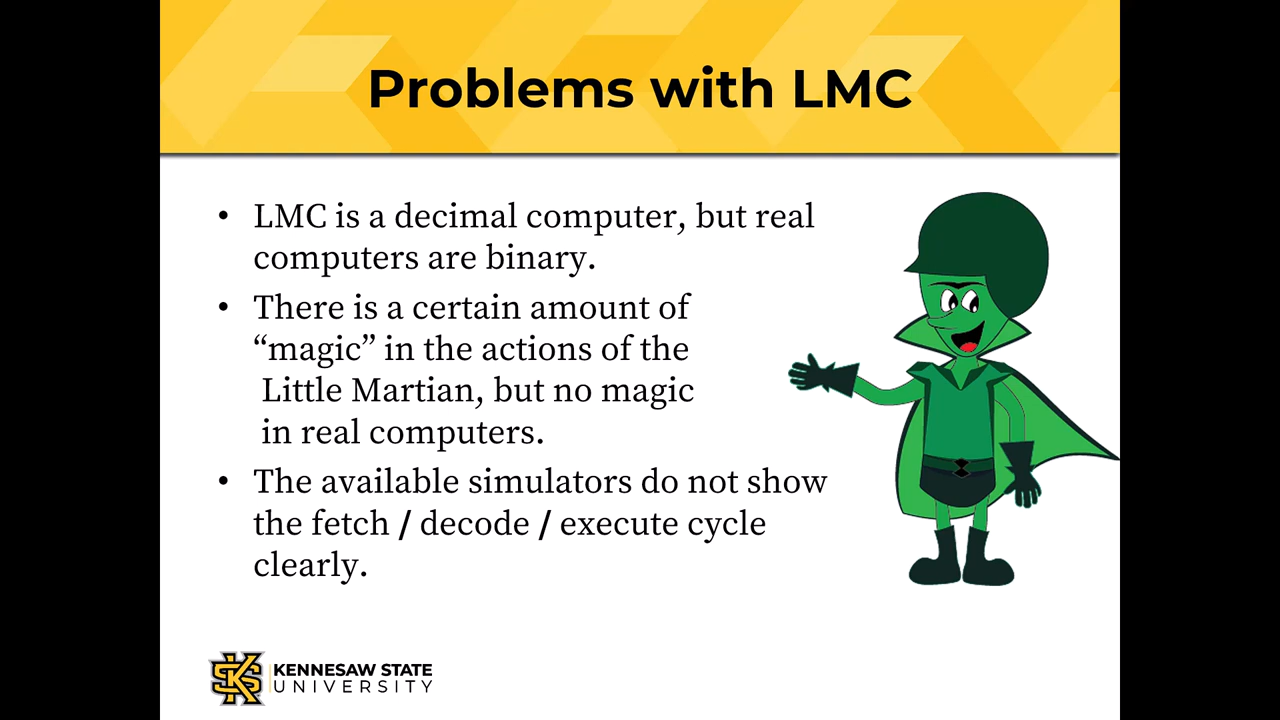 Problems with LMC
• LMC is a decimal computer, but real
computers are binary.
• There is a certain amount of
“magic” in the actions of the
Little Martian, but no magic
in real computers.
• The available simulators do not show
the fetch / decode / execute cycle
clearly.
KENNESAW STATE
UNIVERSITY